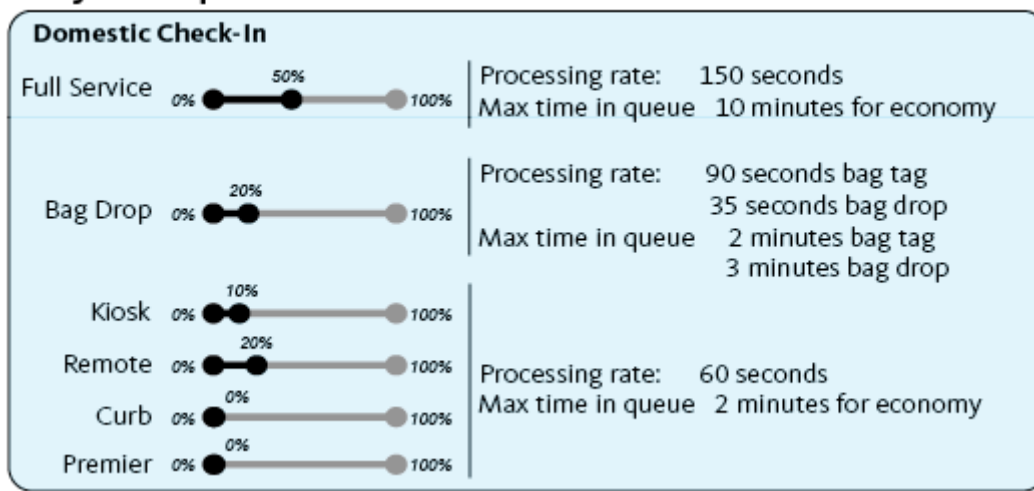 Domestic Check-In
Full Service 0% 50% 100%
Processing rate: 150 seconds
Max time in queue 10 minutes for economy
Bag Drop 0% 20% 100%
Processing rate: 90 seconds bag tag
35 seconds bag drop
Max time in queue 2 minutes bag tag
3 minutes bag drop
Kiosk 0% 10% 100%
Remote 0% 20% 100%
Curb 0% 0% 100%
Premier 0% 0% 100%
Processing rate: 60 seconds
Max time in queue 2 minutes for economy